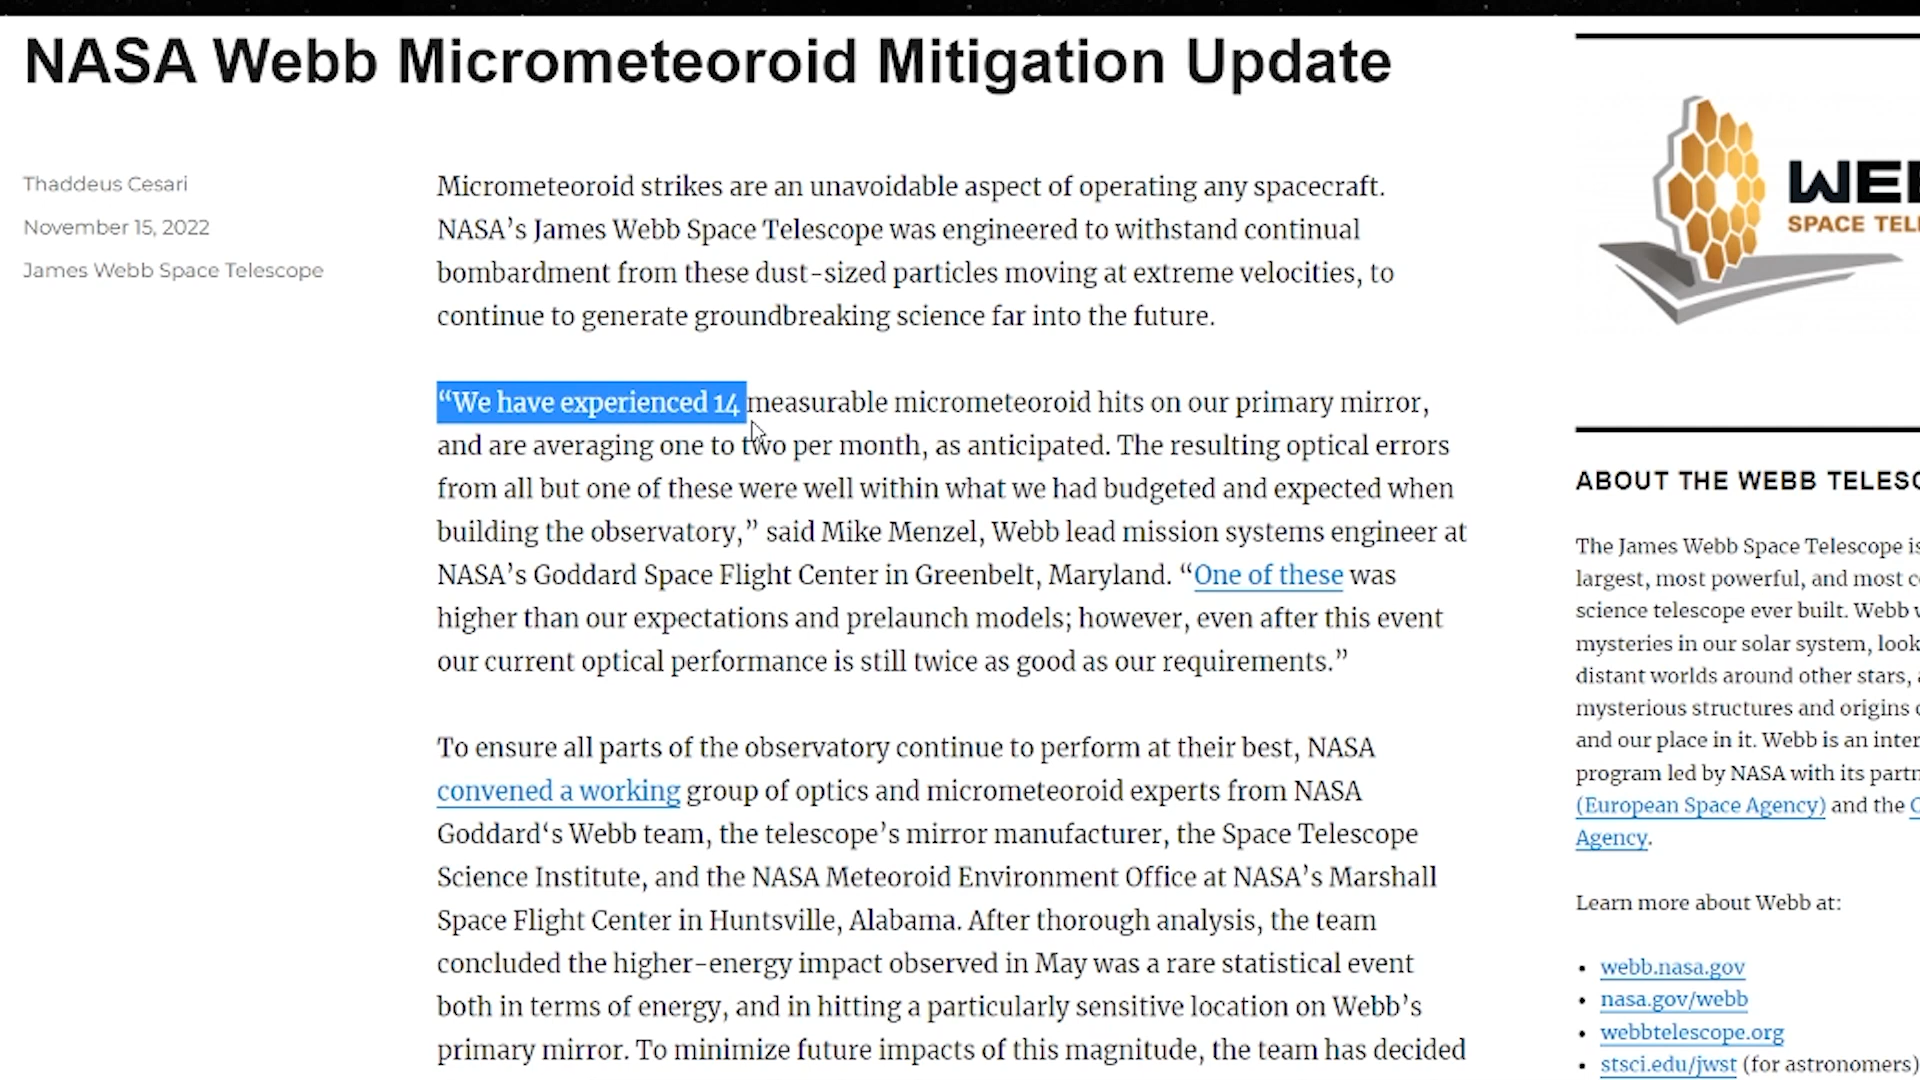 NASA Webb Micrometeoroid Mitigation Update
Thaddeus Cesari
November 15, 2022
James Webb Space Telescope
Micrometeoroid strikes are an unavoidable aspect of operating any spacecraft.
NASA’s James Webb Space Telescope was engineered to withstand continual
bombardment from these dust-sized particles moving at extreme velocities, to
continue to generate groundbreaking science far into the future.
“We have experienced 14 measurable micrometeoroid hits on our primary mirror,
and are averaging one to two per month, as anticipated. The resulting optical errors
from all but one of these were well within what we had budgeted and expected when
building the observatory,” said Mike Menzel, Webb lead mission systems engineer at
NASA’s Goddard Space Flight Center in Greenbelt, Maryland. “One of these was
higher than our expectations and prelaunch models; however, even after this event
our current optical performance is still twice as good as our requirements.”
To ensure all parts of the observatory continue to perform at their best, NASA
convened a working group of optics and micrometeoroid experts from NASA
Goddard‘s Webb team, the telescope’s mirror manufacturer, the Space Telescope
Science Institute, and the NASA Meteoroid Environment Office at NASA’s Marshall
Space Flight Center in Huntsville, Alabama. After thorough analysis, the team
concluded the higher-energy impact observed in May was a rare statistical event
both in terms of energy, and in hitting a particularly sensitive location on Webb’s
primary mirror. To minimize future impacts of this magnitude, the team has decided
WE
SPACE TEL
ABOUT THE WEBB TELES
The James Webb Space Telescope is
largest, most powerful, and most
science telescope ever built. Webb
mysteries in our solar system, look
distant worlds around other stars,
mysterious structures and origins
and our place in it. Webb is an inter
program led by NASA with its partn
(European Space Agency) and the
Agency.
Learn more about Webb at:
• webb.nasa.gov
• nasa.gov/webb
• webbtelescope.org
• stsci.edu/jwst (for astronomers)